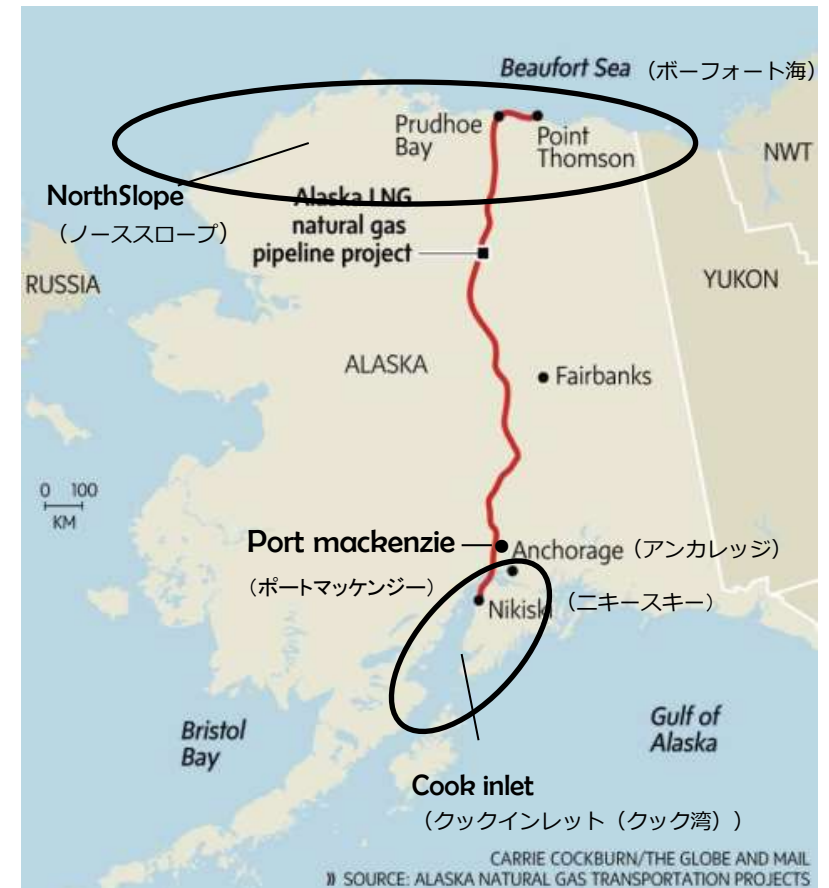 Beaufort Sea（ボーフォート海）
Prudhoe
Bay
Point
Thomson
NWT
NorthSlope
（ノーススロープ）
Alaska LNG
natural gas
pipeline project
RUSSIA
YUKON
ALASKA
Fairbanks
0 100
KM
Port mackenzie
（ポートマッケンジー）
Anchorage（アンカレッジ）
Nikiski（ニキースキー）
Bristol
Bay
Gulf of
Alaska
Cook inlet
（クックインレット（クック湾））
CARRIE COCKBURN/THE GLOBE AND MAIL
》 SOURCE: ALASKA NATURAL GAS TRANSPORTATION PROJECTS